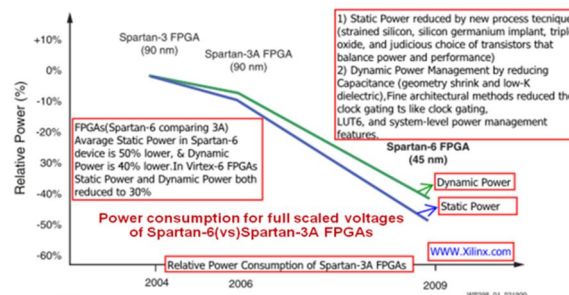 +10%
0%
-10%
-20%
-30%
-40%
-50%
-60%
Relative Power (%)
Spartan-3 FPGA
(90 nm)
Spartan-3A FPGA
(90 nm)
1) Static Power reduced by new process tecnique
(strained silicon, silicon germanium implant, triple
oxide, and judicious choice of transistors that
balance power and performance)
2) Dynamic Power Management by reducing
Capacitance (geometry shrink and low-K
dielectric),Fine architectural methods reduced the
clock gating ts like clock gating,
LUT6, and system-level power management
features.
FPGAs(Spartan-6 comparing 3A)
Avarage Static Power in Spartan-6
device is 50% lower, & Dynamic
Power is 40% lower.In Virtex-6 FPGAs
Static Power and Dynamic Power both
reduced to 30%
Spartan-6 FPGA
(45 nm)
Dynamic Power
Static Power
Power consumption for full scaled voltages
of Spartan-6(vs)Spartan-3A FPGAs
WWW.Xilinx.com
Relative Power Consumption of Spartan-3A FPGAs
2004
2006
2009